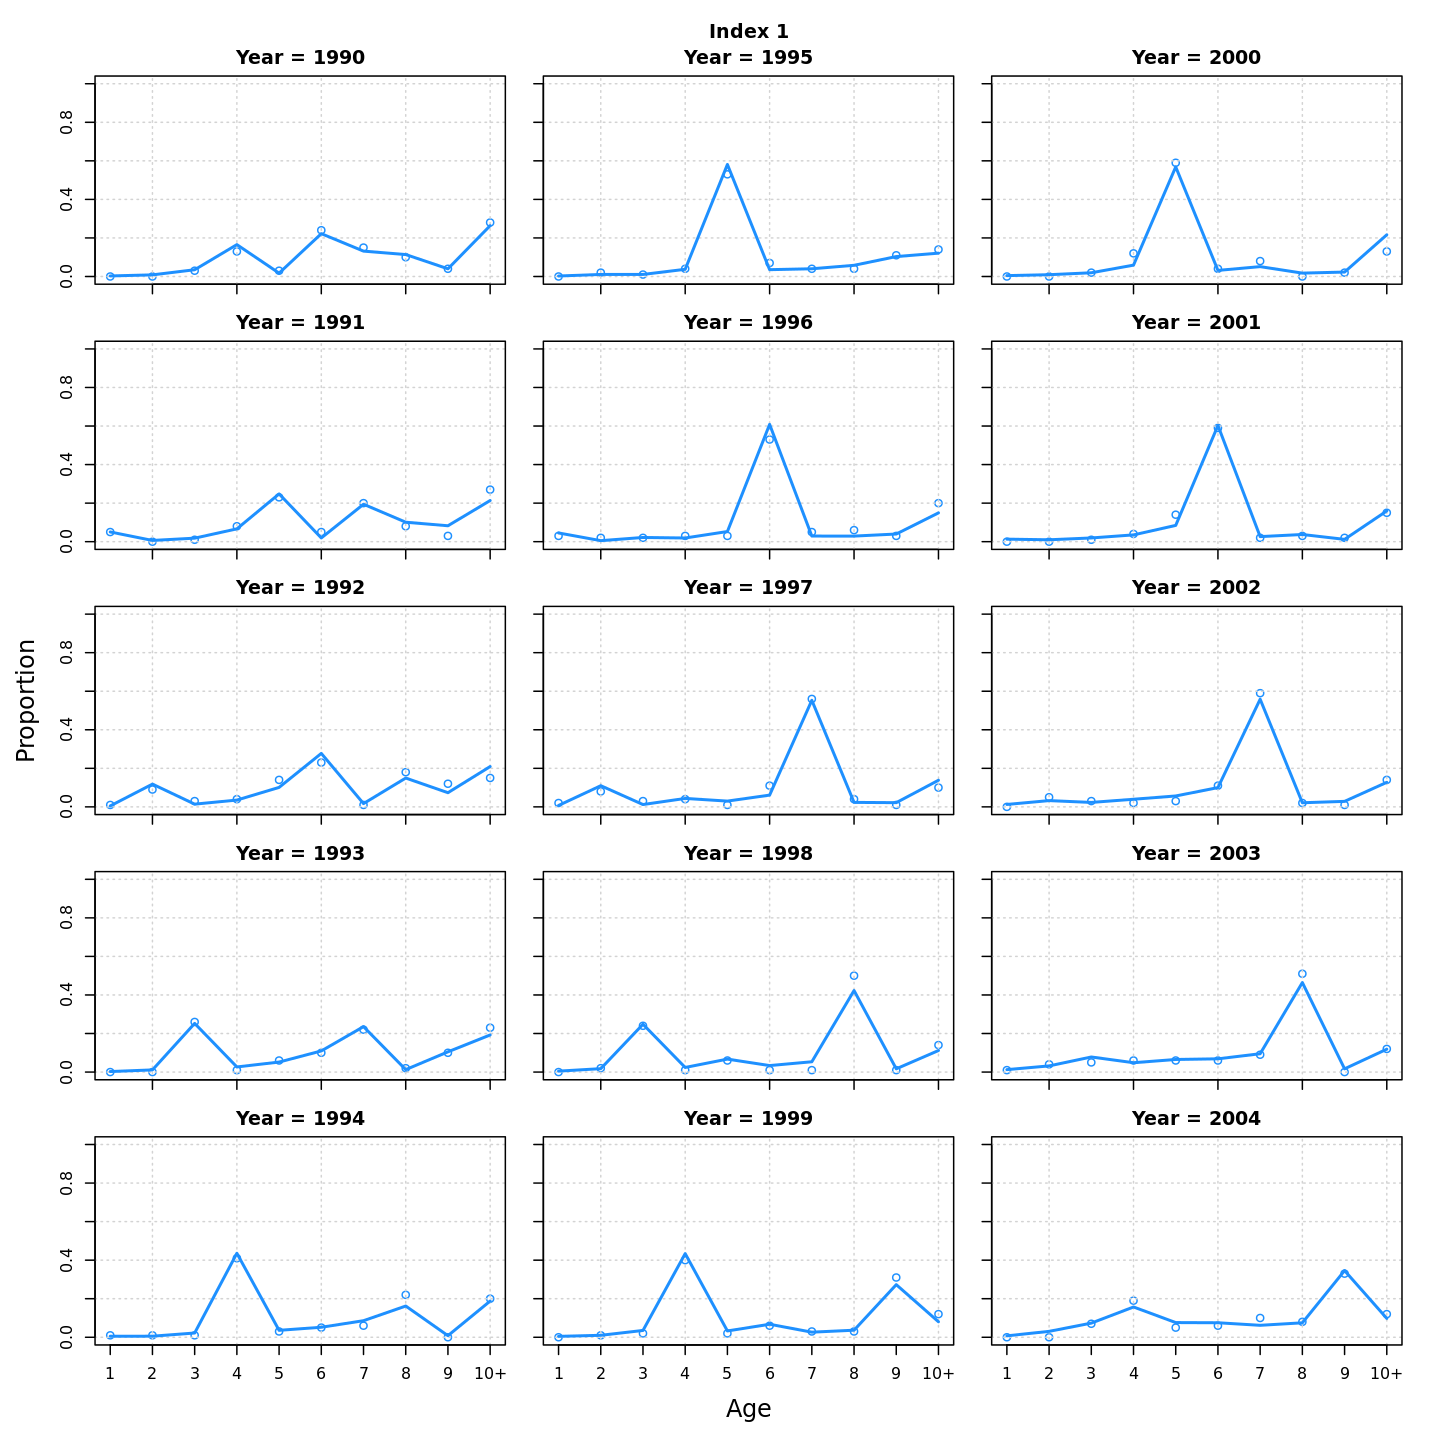 Index 1
Year = 1990 Year = 1995 Year = 2000
0.8
0.4
0.0
Year = 1991 Year = 1996 Year = 2001
0.8
0.4
0.0
Year = 1992 Year = 1997 Year = 2002
0.8
0.4
0.0
Proportion
Year = 1993 Year = 1998 Year = 2003
0.8
0.4
0.0
Year = 1994 Year = 1999 Year = 2004
0.8
0.4
0.0
1 2 3 4 5 6 7 8 9 10+ 1 2 3 4 5 6 7 8 9 10+ 1 2 3 4 5 6 7 8 9 10+
Age